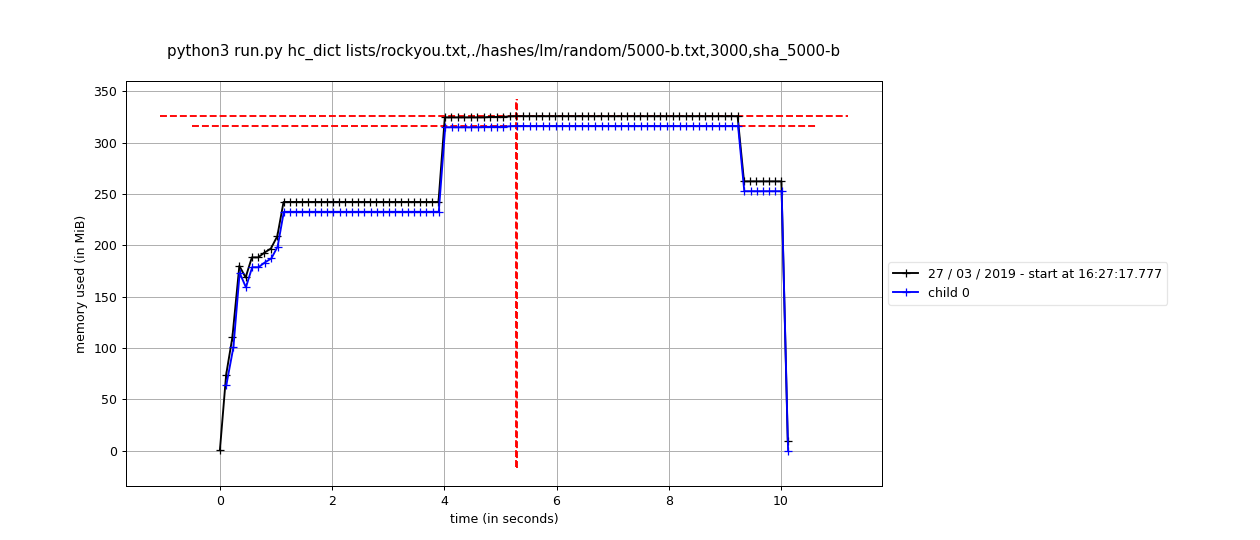 python3 run.py hc_dict lists/rockyou.txt,./hashes/lm/random/5000-b.txt,3000,sha_5000-b
350
300
250
200
150
100
50
0
memory used (in MiB)
0 2 4 6 8 10
time (in seconds)
27 / 03 / 2019 - start at 16:27:17.777
child 0